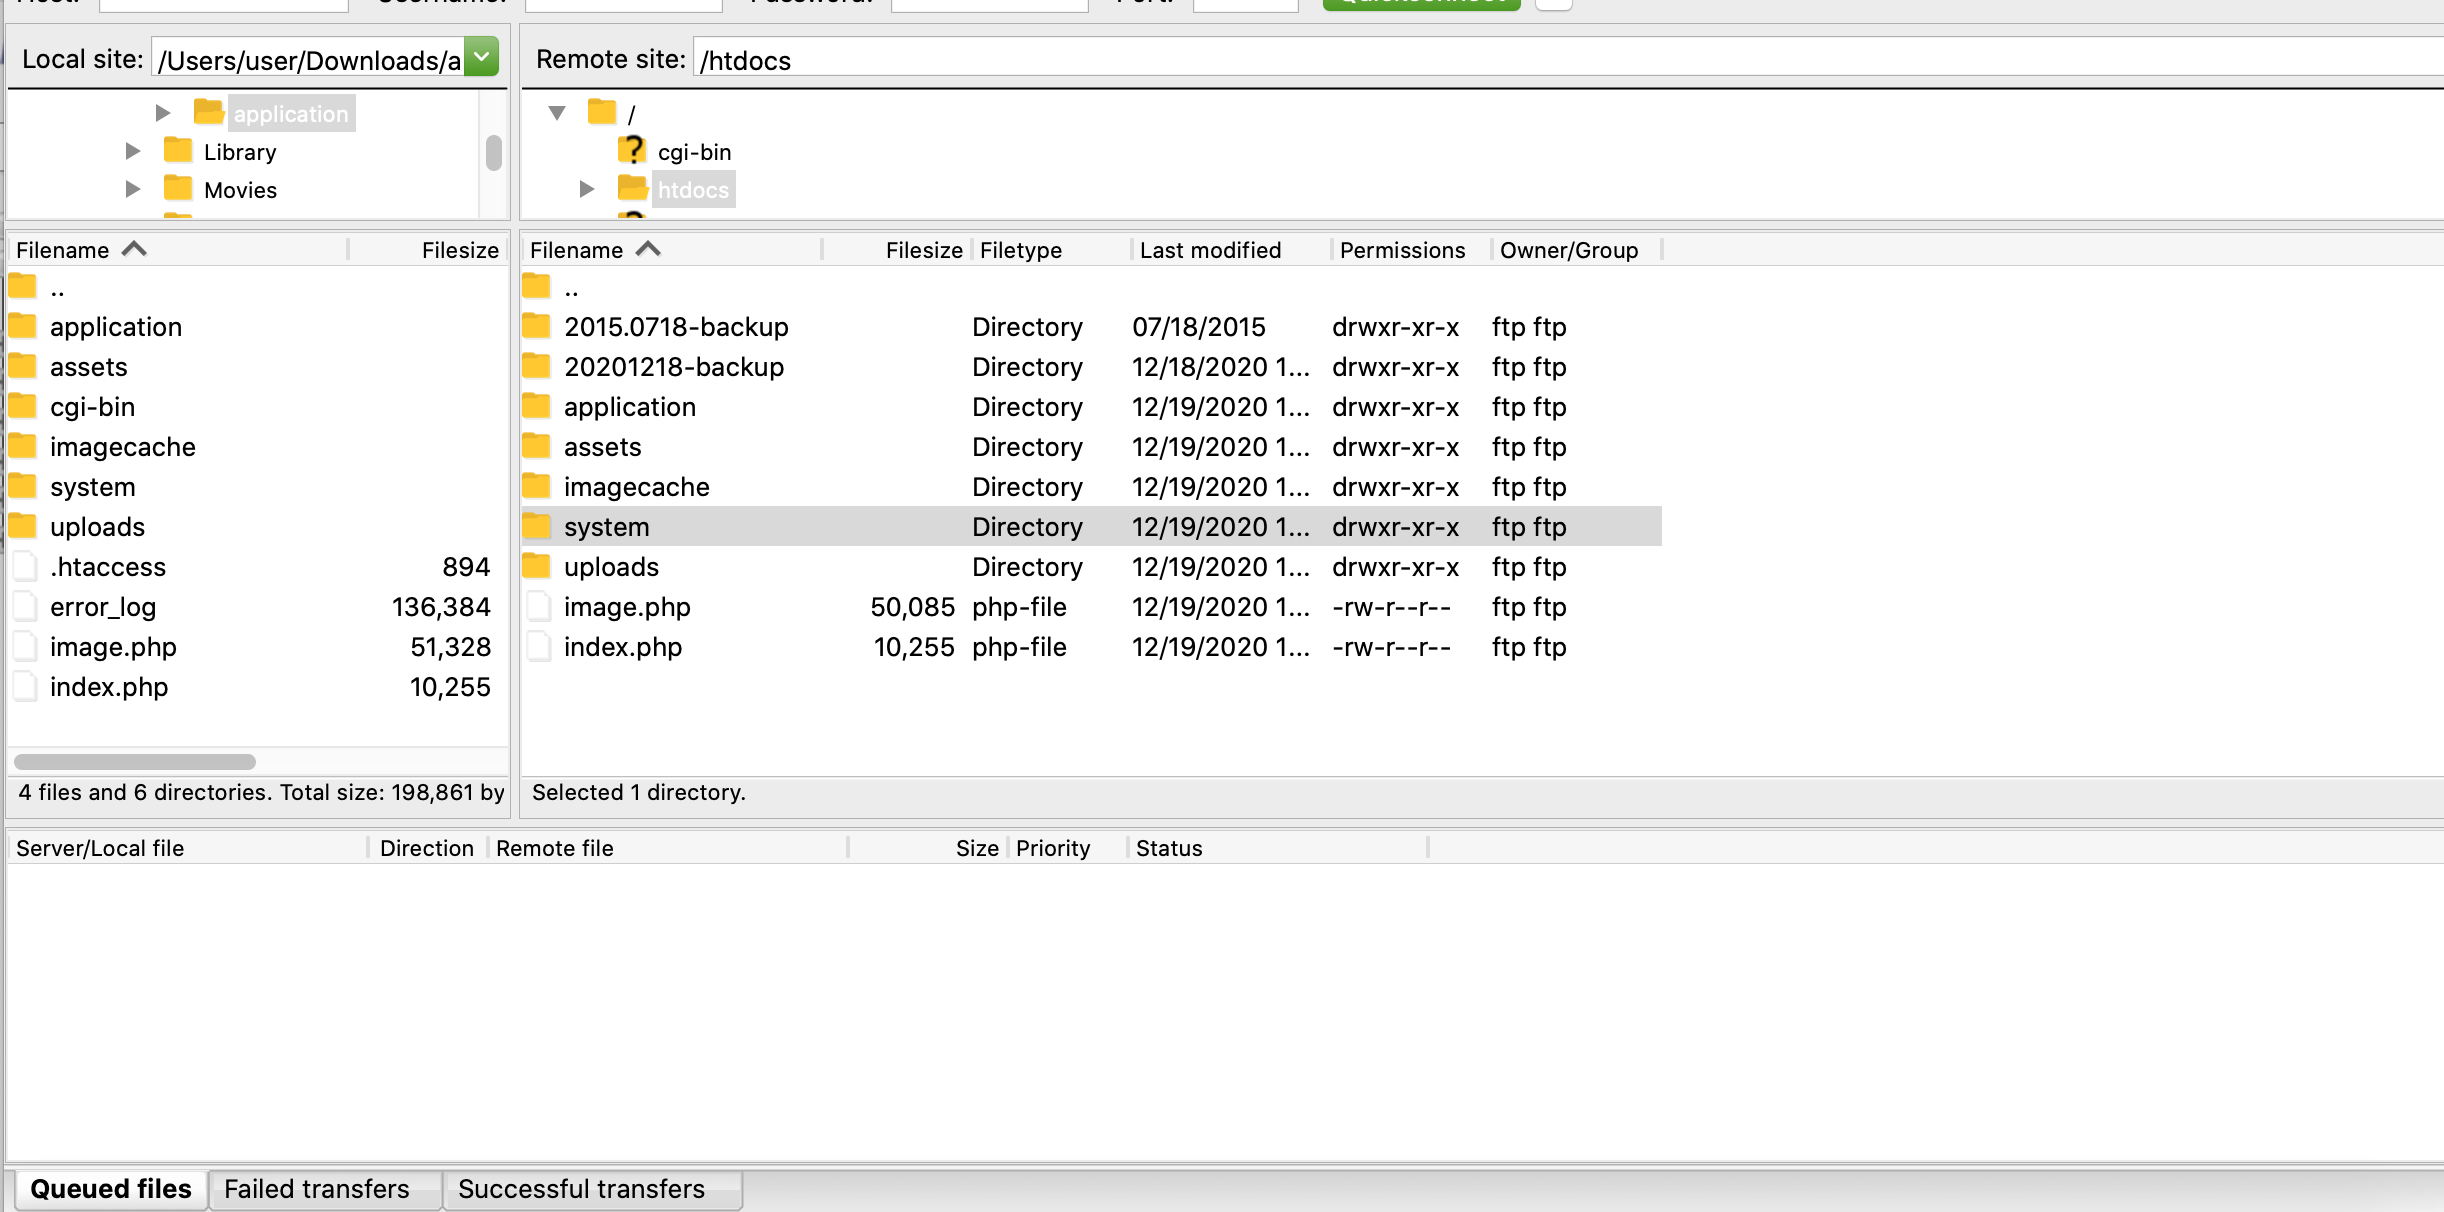 Host: Username: Password: Port: Quickconnect
Local site: /Users/user/Downloads/a
Remote site: /htdocs
application
Library
Movies
/
cgi-bin
htdocs
Filename Filesize
..
application
assets
cgi-bin
imagecache
system
uploads
.htaccess 894
error_log 136,384
image.php 51,328
index.php 10,255
4 files and 6 directories. Total size: 198,861 by
Filename Filesize Filetype Last modified Permissions Owner/Group
..
2015.0718-backup Directory 07/18/2015 drwxr-xr-x ftp ftp
20201218-backup Directory 12/18/2020 1... drwxr-xr-x ftp ftp
application Directory 12/19/2020 1... drwxr-xr-x ftp ftp
assets Directory 12/19/2020 1... drwxr-xr-x ftp ftp
imagecache Directory 12/19/2020 1... drwxr-xr-x ftp ftp
system Directory 12/19/2020 1... drwxr-xr-x ftp ftp
uploads Directory 12/19/2020 1... drwxr-xr-x ftp ftp
image.php 50,085 php-file 12/19/2020 1... -rw-r--r-- ftp ftp
index.php 10,255 php-file 12/19/2020 1... -rw-r--r-- ftp ftp
Selected 1 directory.
Server/Local file Direction Remote file Size Priority Status
Queued files Failed transfers Successful transfers